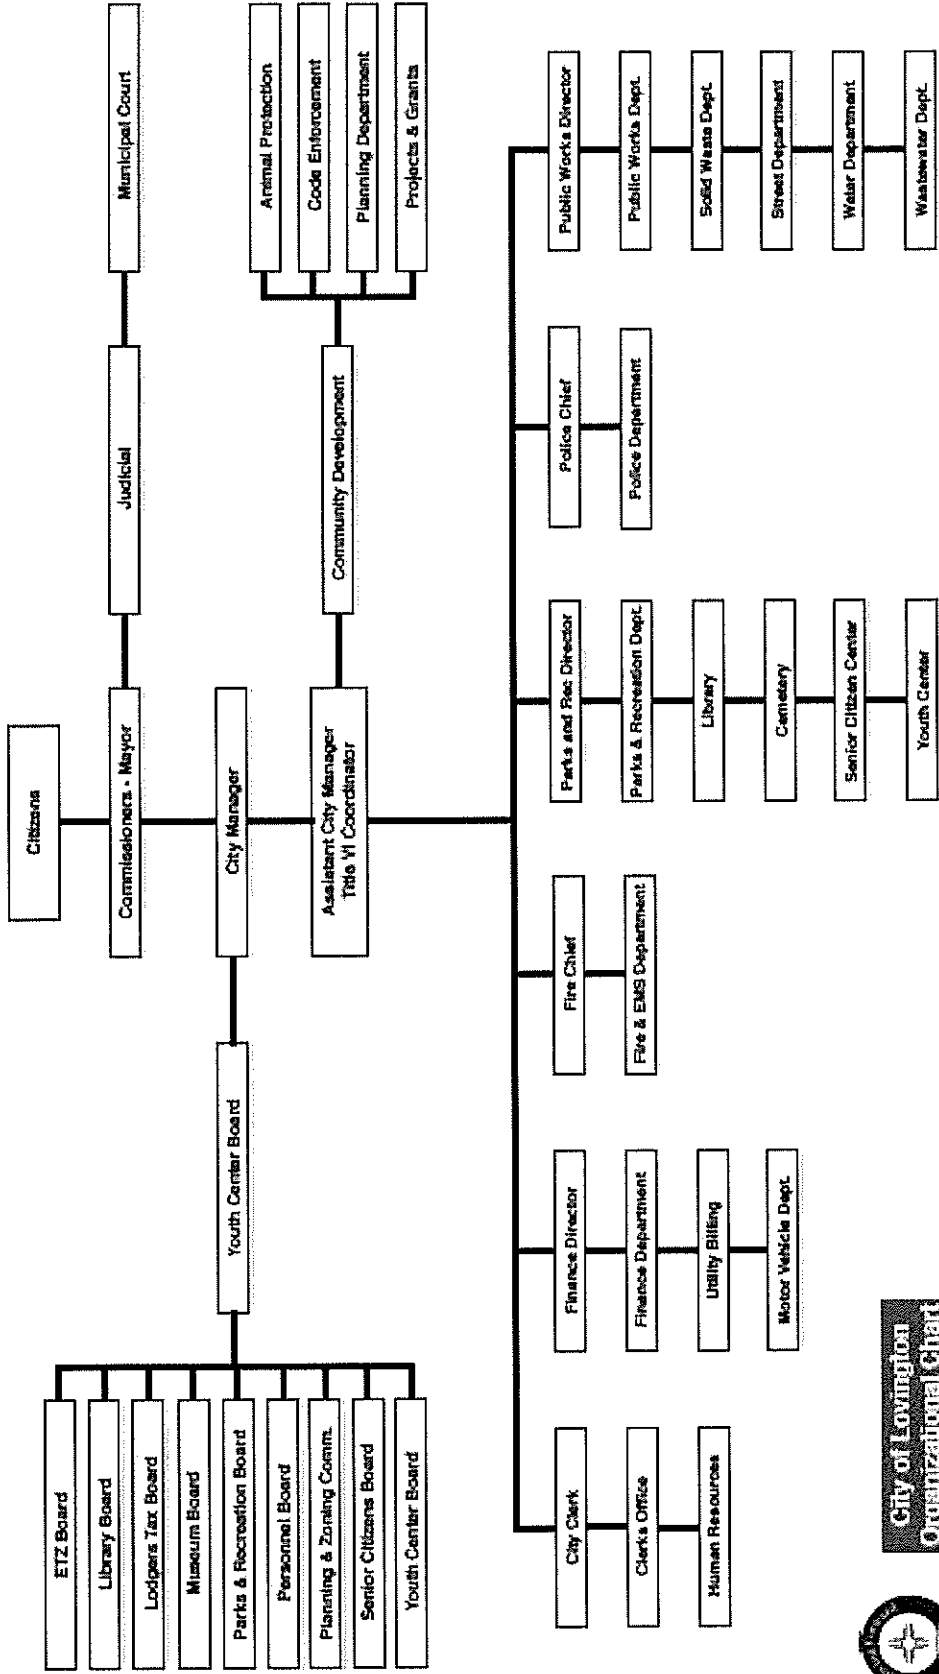 Citizens
Commissioners - Mayor
Judicial
Municipal Court
City Manager
Youth Center Board
ETZ Board
Library Board
Lodgers Tax Board
Museum Board
Parks & Recreation Board
Personnel Board
Planning & Zoning Comm.
Senior Citizens Board
Youth Center Board
Assistant City Manager
Title VI Coordinator
Community Development
Animal Protection
Code Enforcement
Planning Department
Projects & Grants
City Clerk
Clerks Office
Human Resources
Finance Director
Finance Department
Utility Billing
Motor Vehicle Dept.
Fire Chief
Fire & EMS Department
Parks and Rec Director
Parks & Recreation Dept.
Library
Cemetery
Senior Citizen Center
Youth Center
Police Chief
Police Department
Public Works Director
Public Works Dept.
Solid Waste Dept.
Street Department
Water Department
Wastewater Dept.
City of Lovington
Organizational Chart